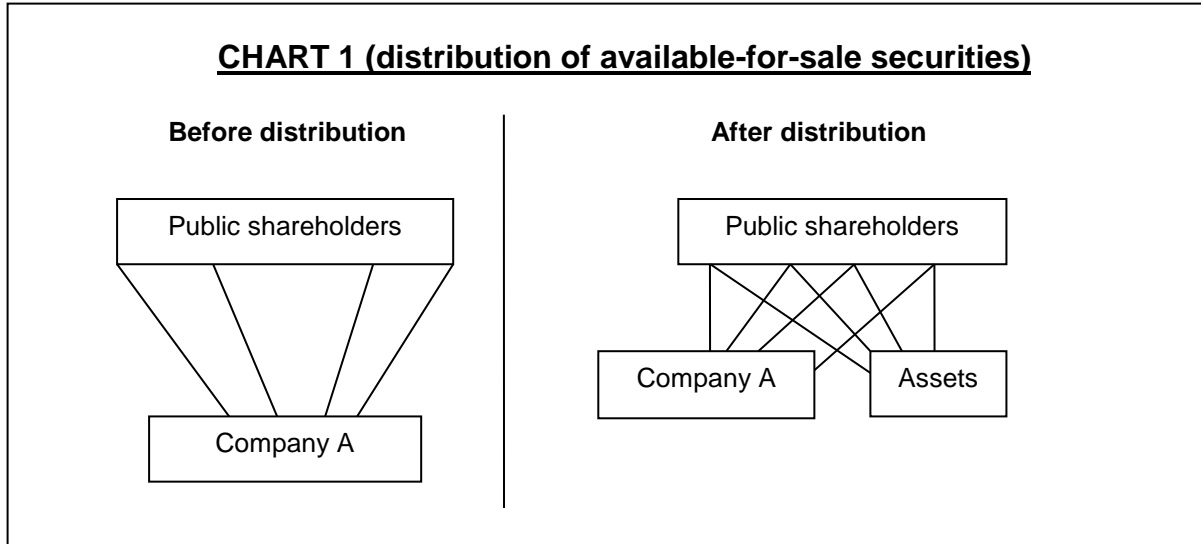 CHART 1 (distribution of available-for-sale securities)
Before distribution
After distribution
Public shareholders
Company A
Public shareholders
Company A
Assets